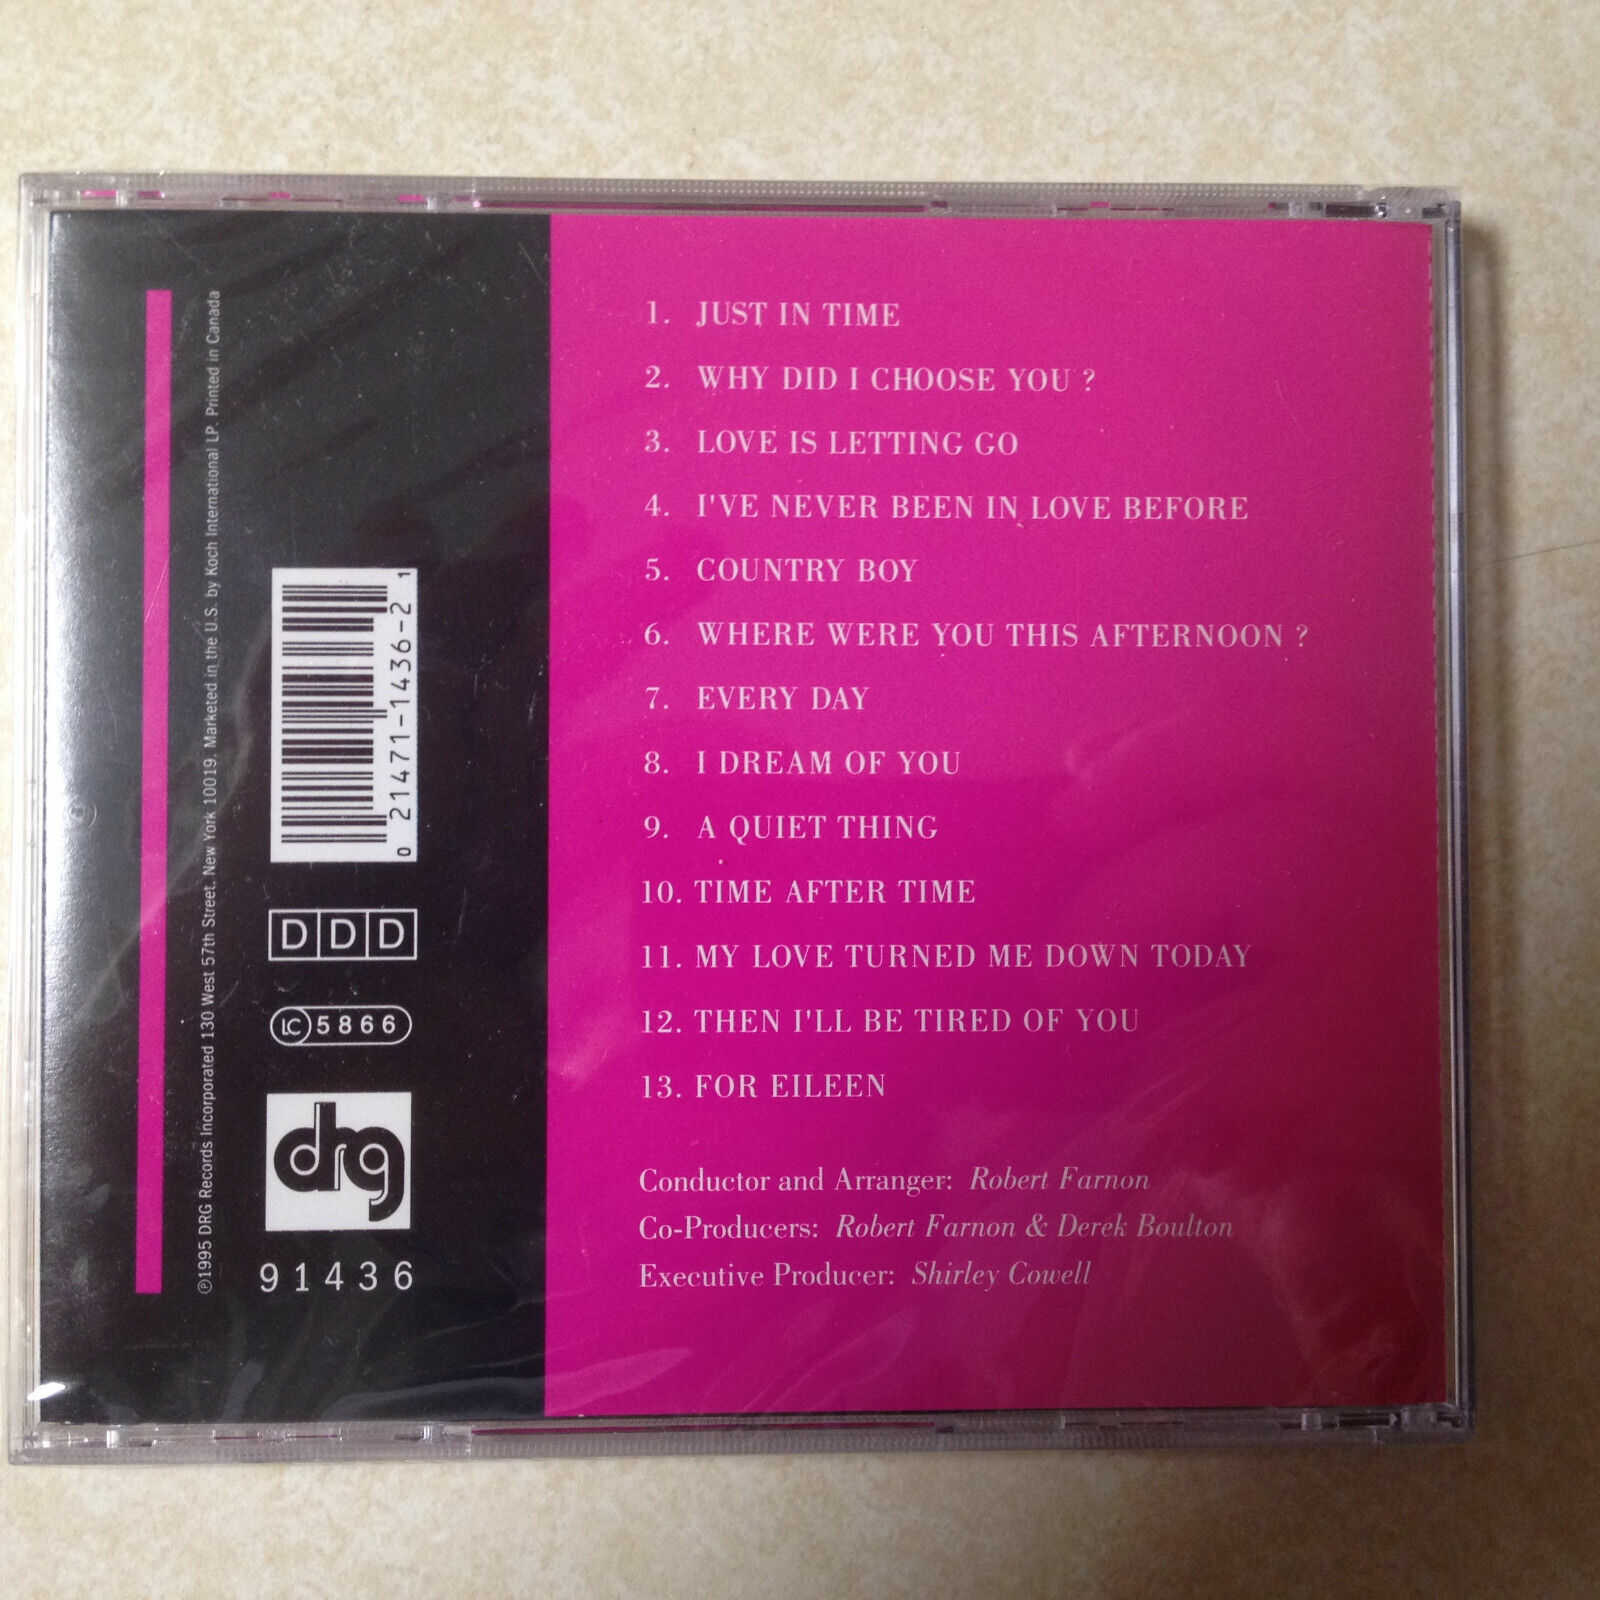 1. JUST IN TIME
2. WHY DID I CHOOSE YOU ?
3. LOVE IS LETTING GO
4. I'VE NEVER BEEN IN LOVE BEFORE
5. COUNTRY BOY
6. WHERE WERE YOU THIS AFTERNOON ?
7. EVERY DAY
8. I DREAM OF YOU
9. A QUIET THING
10. TIME AFTER TIME
11. MY LOVE TURNED ME DOWN TODAY
12. THEN I'LL BE TIRED OF YOU
13. FOR EILEEN
Conductor and Arranger: Robert Farnon
Co-Producers: Robert Farnon & Derek Boulton
Executive Producer: Shirley Cowell
℗1995 DRG Records Incorporated 130 West 57th Street, New York 10019. Marketed in the U.S. by Koch International LP. Printed in Canada
0 21471-1436-2 1
DDD
LC 5866
drg
91436